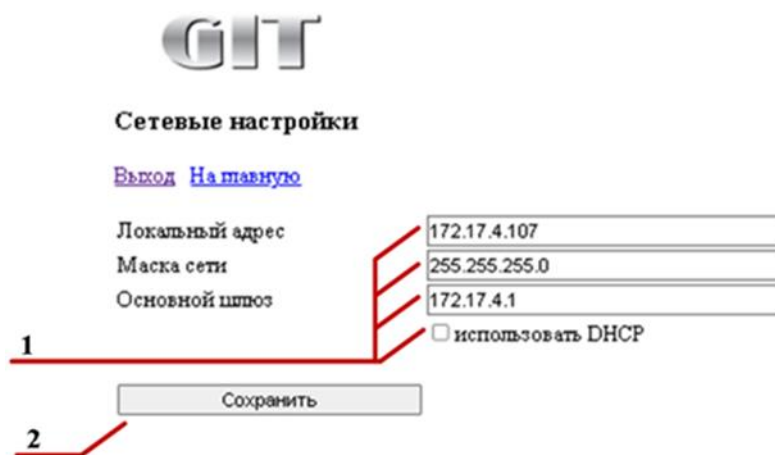 GIT
Сетевые настройки
Выход На главную
Локальный адрес 172.17.4.107
Маска сети 255.255.255.0
Основной шлюз 172.17.4.1
использовать DHCP
1
Сохранить
2